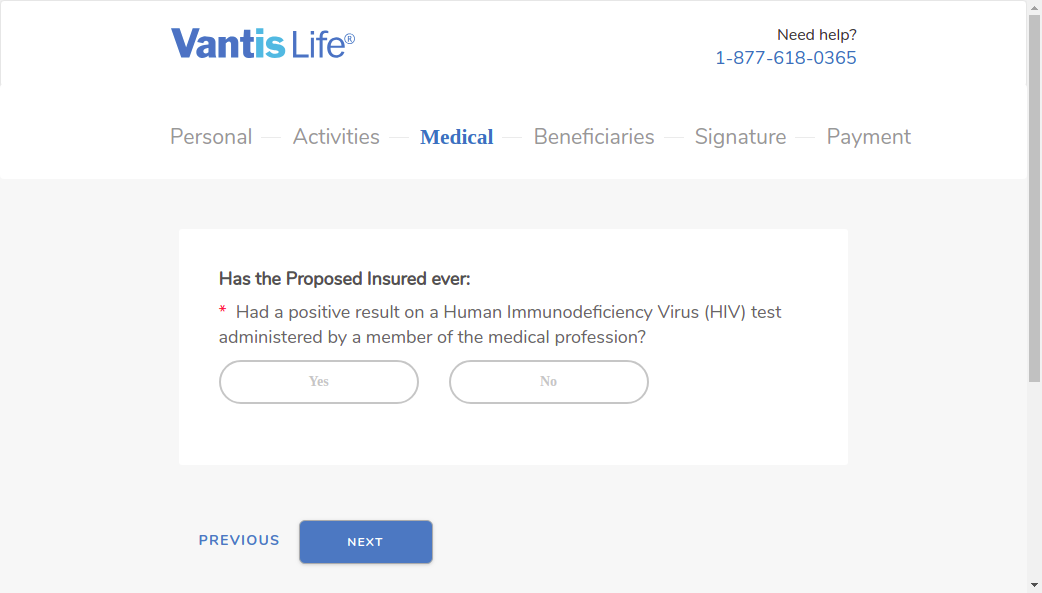 Vantis Life®
Need help?
1-877-618-0365
Personal Activities Medical Beneficiaries Signature Payment
Has the Proposed Insured ever:
* Had a positive result on a Human Immunodeficiency Virus (HIV) test
administered by a member of the medical profession?
Yes No
PREVIOUS NEXT